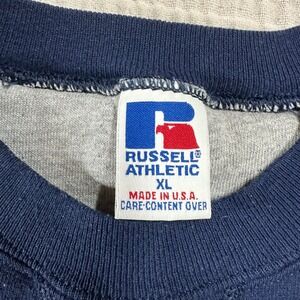 RUSSELL®
ATHLETIC
XL
MADE IN U.S.A.
CARE-CONTENT OVER